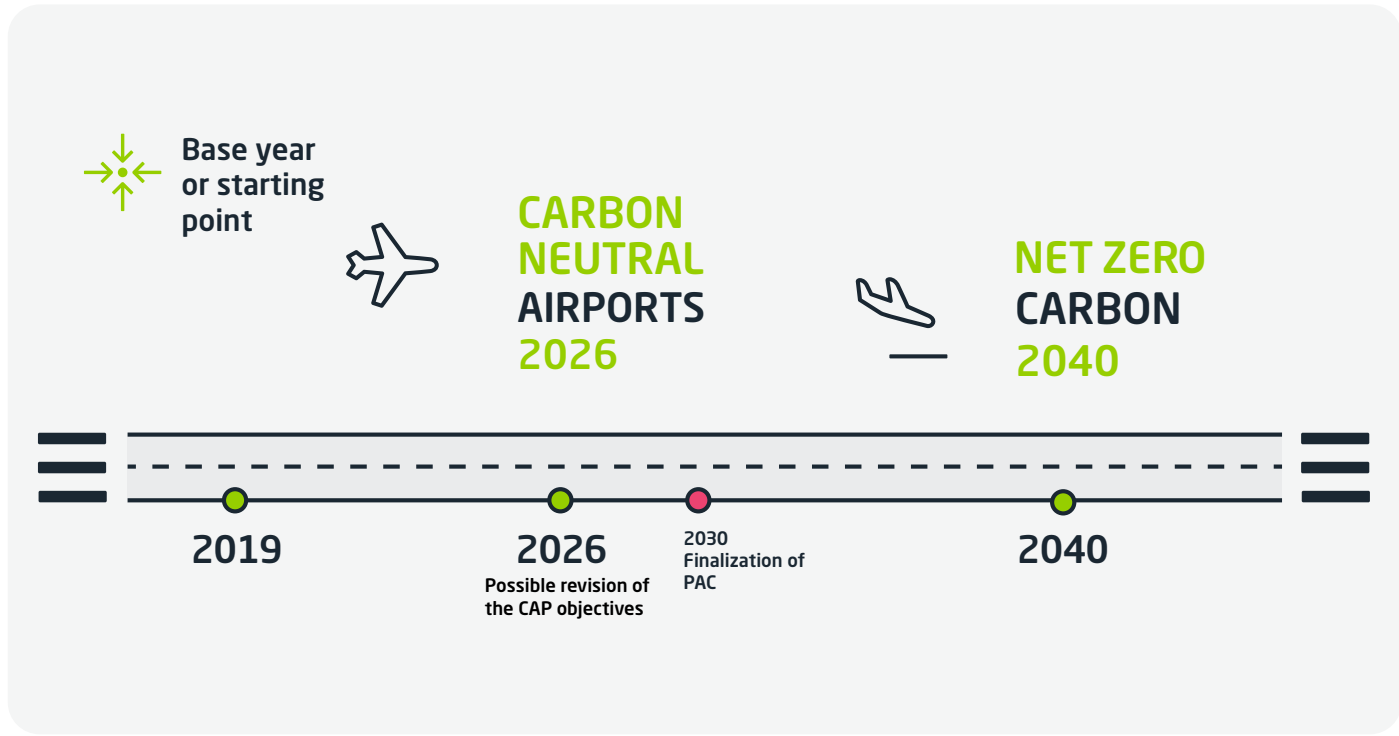 Base year
or starting
point
CARBON
NEUTRAL
AIRPORTS
2026
NET ZERO
CARBON
2040
2019
2026
Possible revision of
the CAP objectives
2030
Finalization of
PAC
2040